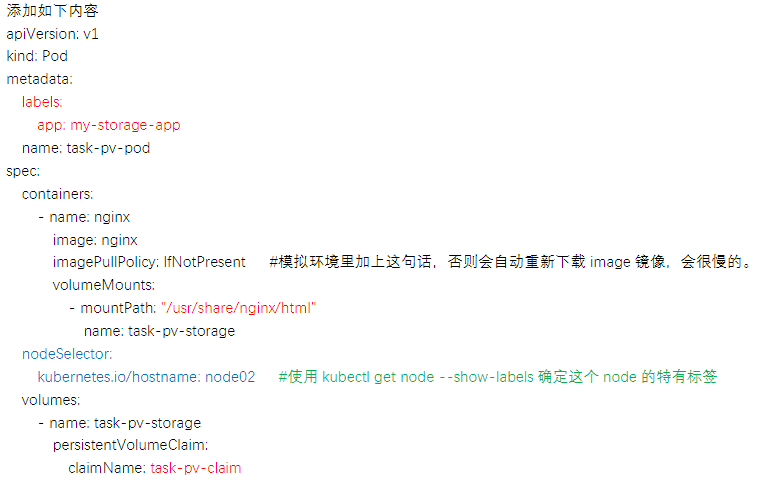 添加如下内容
apiVersion: v1
kind: Pod
metadata:
  labels:
    app: my-storage-app
  name: task-pv-pod
spec:
  containers:
    - name: nginx
      image: nginx
      imagePullPolicy: IfNotPresent    #模拟环境里加上这句话，否则会自动重新下载 image 镜像，会很慢的。
      volumeMounts:
        - mountPath: "/usr/share/nginx/html"
          name: task-pv-storage
  nodeSelector:
    kubernetes.io/hostname: node02    #使用 kubectl get node --show-labels 确定这个 node 的特有标签
  volumes:
    - name: task-pv-storage
      persistentVolumeClaim:
        claimName: task-pv-claim